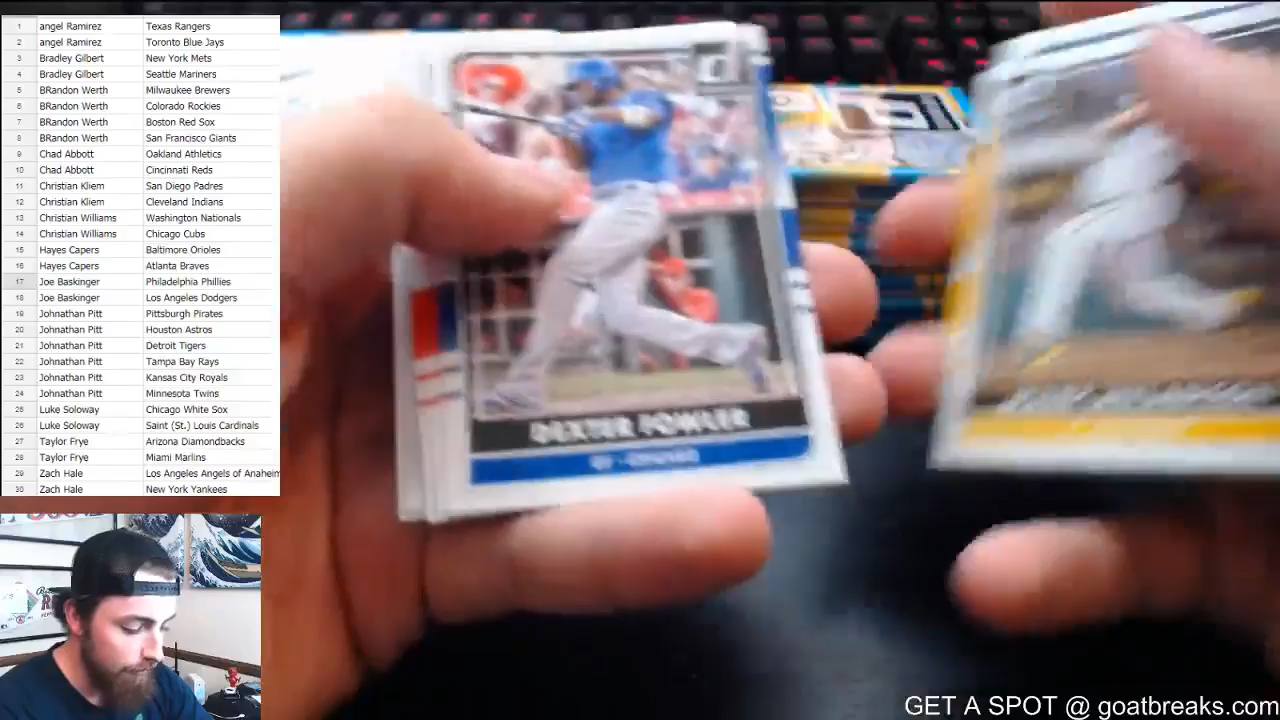 1 angel Ramirez Texas Rangers
2 angel Ramirez Toronto Blue Jays
3 Bradley Gilbert New York Mets
4 Bradley Gilbert Seattle Mariners
5 BRandon Werth Milwaukee Brewers
6 BRandon Werth Colorado Rockies
7 BRandon Werth Boston Red Sox
8 BRandon Werth San Francisco Giants
9 Chad Abbott Oakland Athletics
10 Chad Abbott Cincinnati Reds
11 Christian Kliem San Diego Padres
12 Christian Kliem Cleveland Indians
13 Christian Williams Washington Nationals
14 Christian Williams Chicago Cubs
15 Hayes Capers Baltimore Orioles
16 Hayes Capers Atlanta Braves
17 Joe Baskinger Philadelphia Phillies
18 Joe Baskinger Los Angeles Dodgers
19 Johnathan Pitt Pittsburgh Pirates
20 Johnathan Pitt Houston Astros
21 Johnathan Pitt Detroit Tigers
22 Johnathan Pitt Tampa Bay Rays
23 Johnathan Pitt Kansas City Royals
24 Johnathan Pitt Minnesota Twins
25 Luke Soloway Chicago White Sox
26 Luke Soloway Saint (St.) Louis Cardinals
27 Taylor Frye Arizona Diamondbacks
28 Taylor Frye Miami Marlins
29 Zach Hale Los Angeles Angels of Anaheim
30 Zach Hale New York Yankees
DEXTER FOWLER
GET A SPOT @ goatbreaks.com